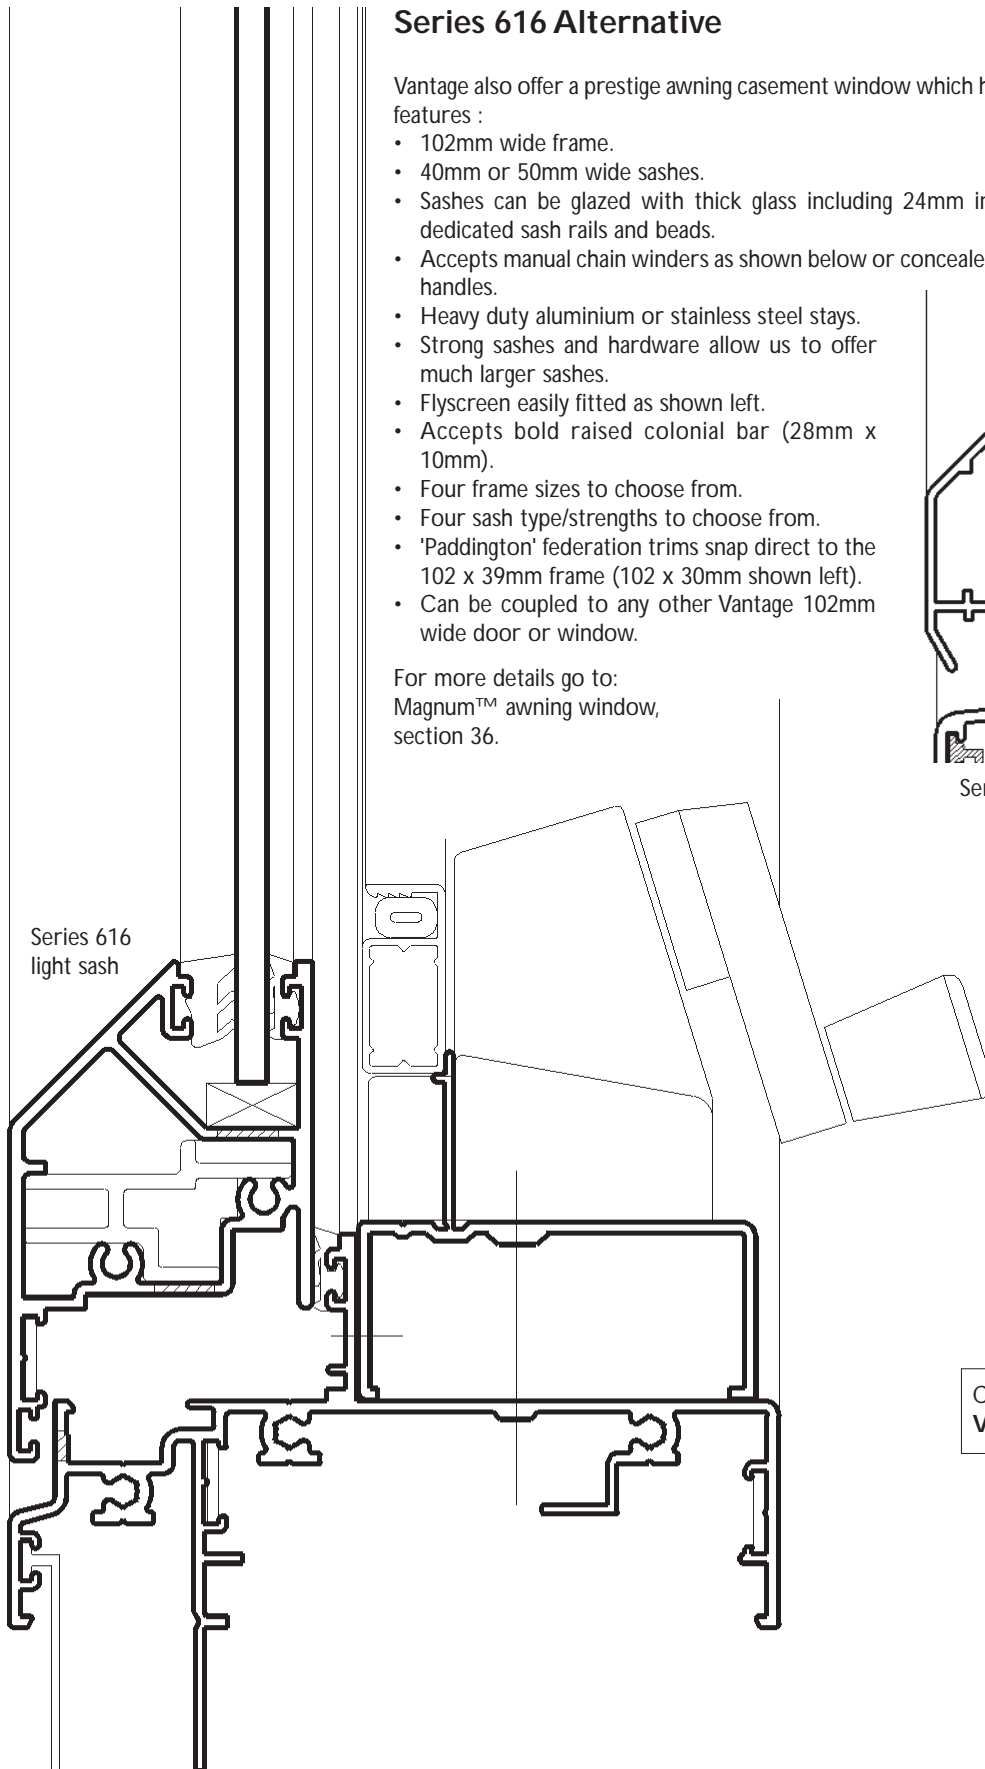 Series 616 Alternative
Vantage also offer a prestige awning casement window which
features :
• 102mm wide frame.
• 40mm or 50mm wide sashes.
• Sashes can be glazed with thick glass including 24mm
dedicated sash rails and beads.
• Accepts manual chain winders as shown below or
handles.
• Heavy duty aluminium or stainless steel stays.
• Strong sashes and hardware allow us to offer
much larger sashes.
• Flyscreen easily fitted as shown left.
• Accepts bold raised colonial bar (28mm x
10mm).
• Four frame sizes to choose from.
• Four sash type/strengths to choose from.
• 'Paddington' federation trims snap direct to the
102 x 39mm frame (102 x 30mm shown left).
• Can be coupled to any other Vantage 102mm
wide door or window.
For more details go to:
Magnum™ awning window,
section 36.
Series 616
light sash